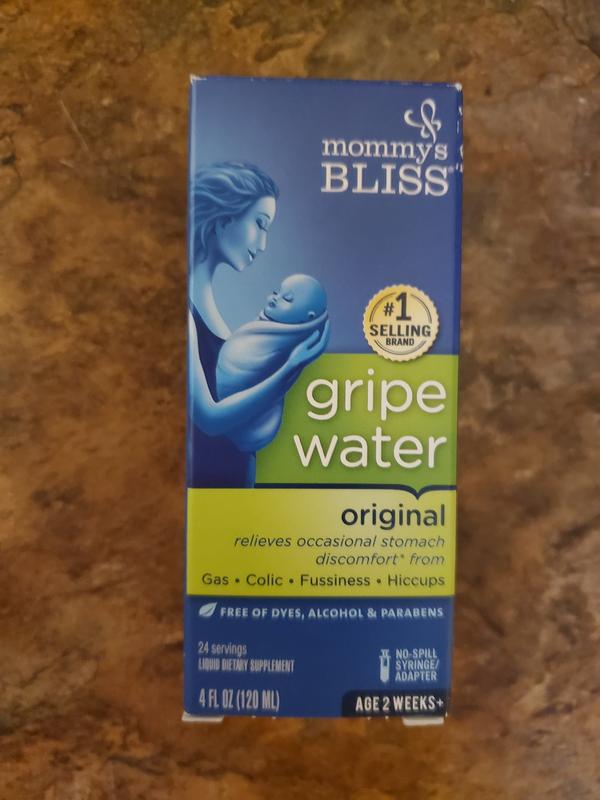 mommy's
BLISS®
#1
SELLING
BRAND
gripe
water
original
relieves occasional stomach
discomfort* from
Gas • Colic • Fussiness • Hiccups
FREE OF DYES, ALCOHOL & PARABENS
24 servings
LIQUID DIETARY SUPPLEMENT
4 FL OZ (120 ML)
NO-SPILL
SYRINGE/
ADAPTER
AGE 2 WEEKS+